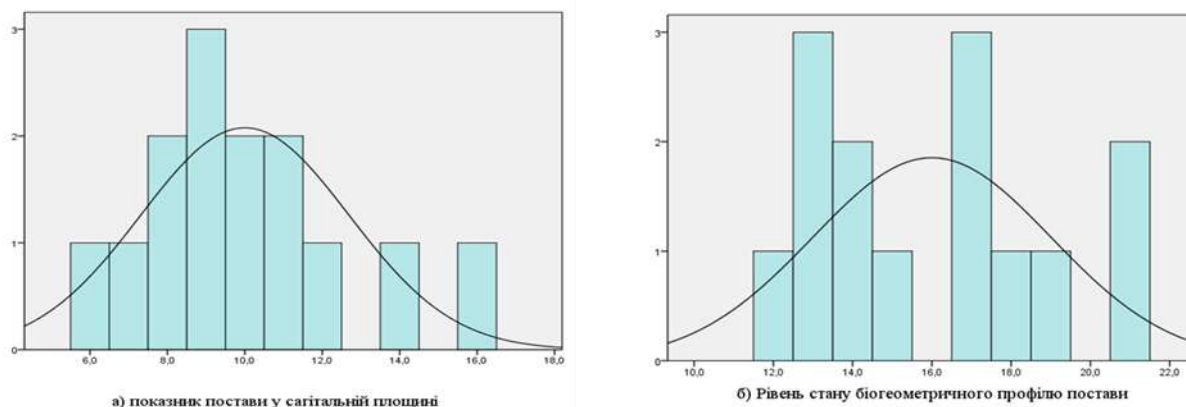 3
2
1
0
6,0 8,0 10,0 12,0 14,0 16,0 18,0
а) показник постави у сагітальній площині
3
2
1
0
10,0 12,0 14,0 16,0 18,0 20,0 22,0
б) Рівень стану біогеометричного профілю постави